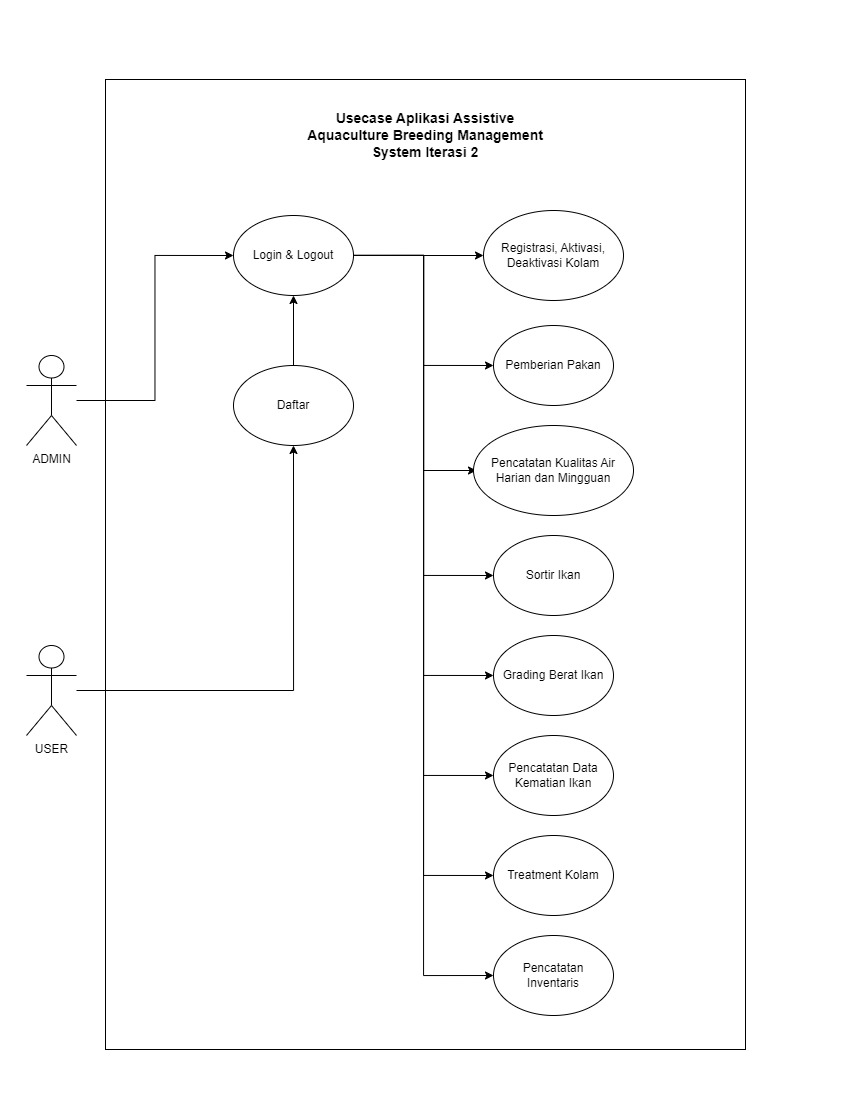 Usecase Aplikasi Assistive
Aquaculture Breeding Management
System Iterasi 2
Login & Logout
Registrasi, Aktivasi,
Deaktivasi Kolam
Pemberian Pakan
Daftar
ADMIN
Pencatatan Kualitas Air
Harian dan Mingguan
Sortir Ikan
Grading Berat Ikan
USER
Pencatatan Data
Kematian Ikan
Treatment Kolam
Pencatatan
Inventaris